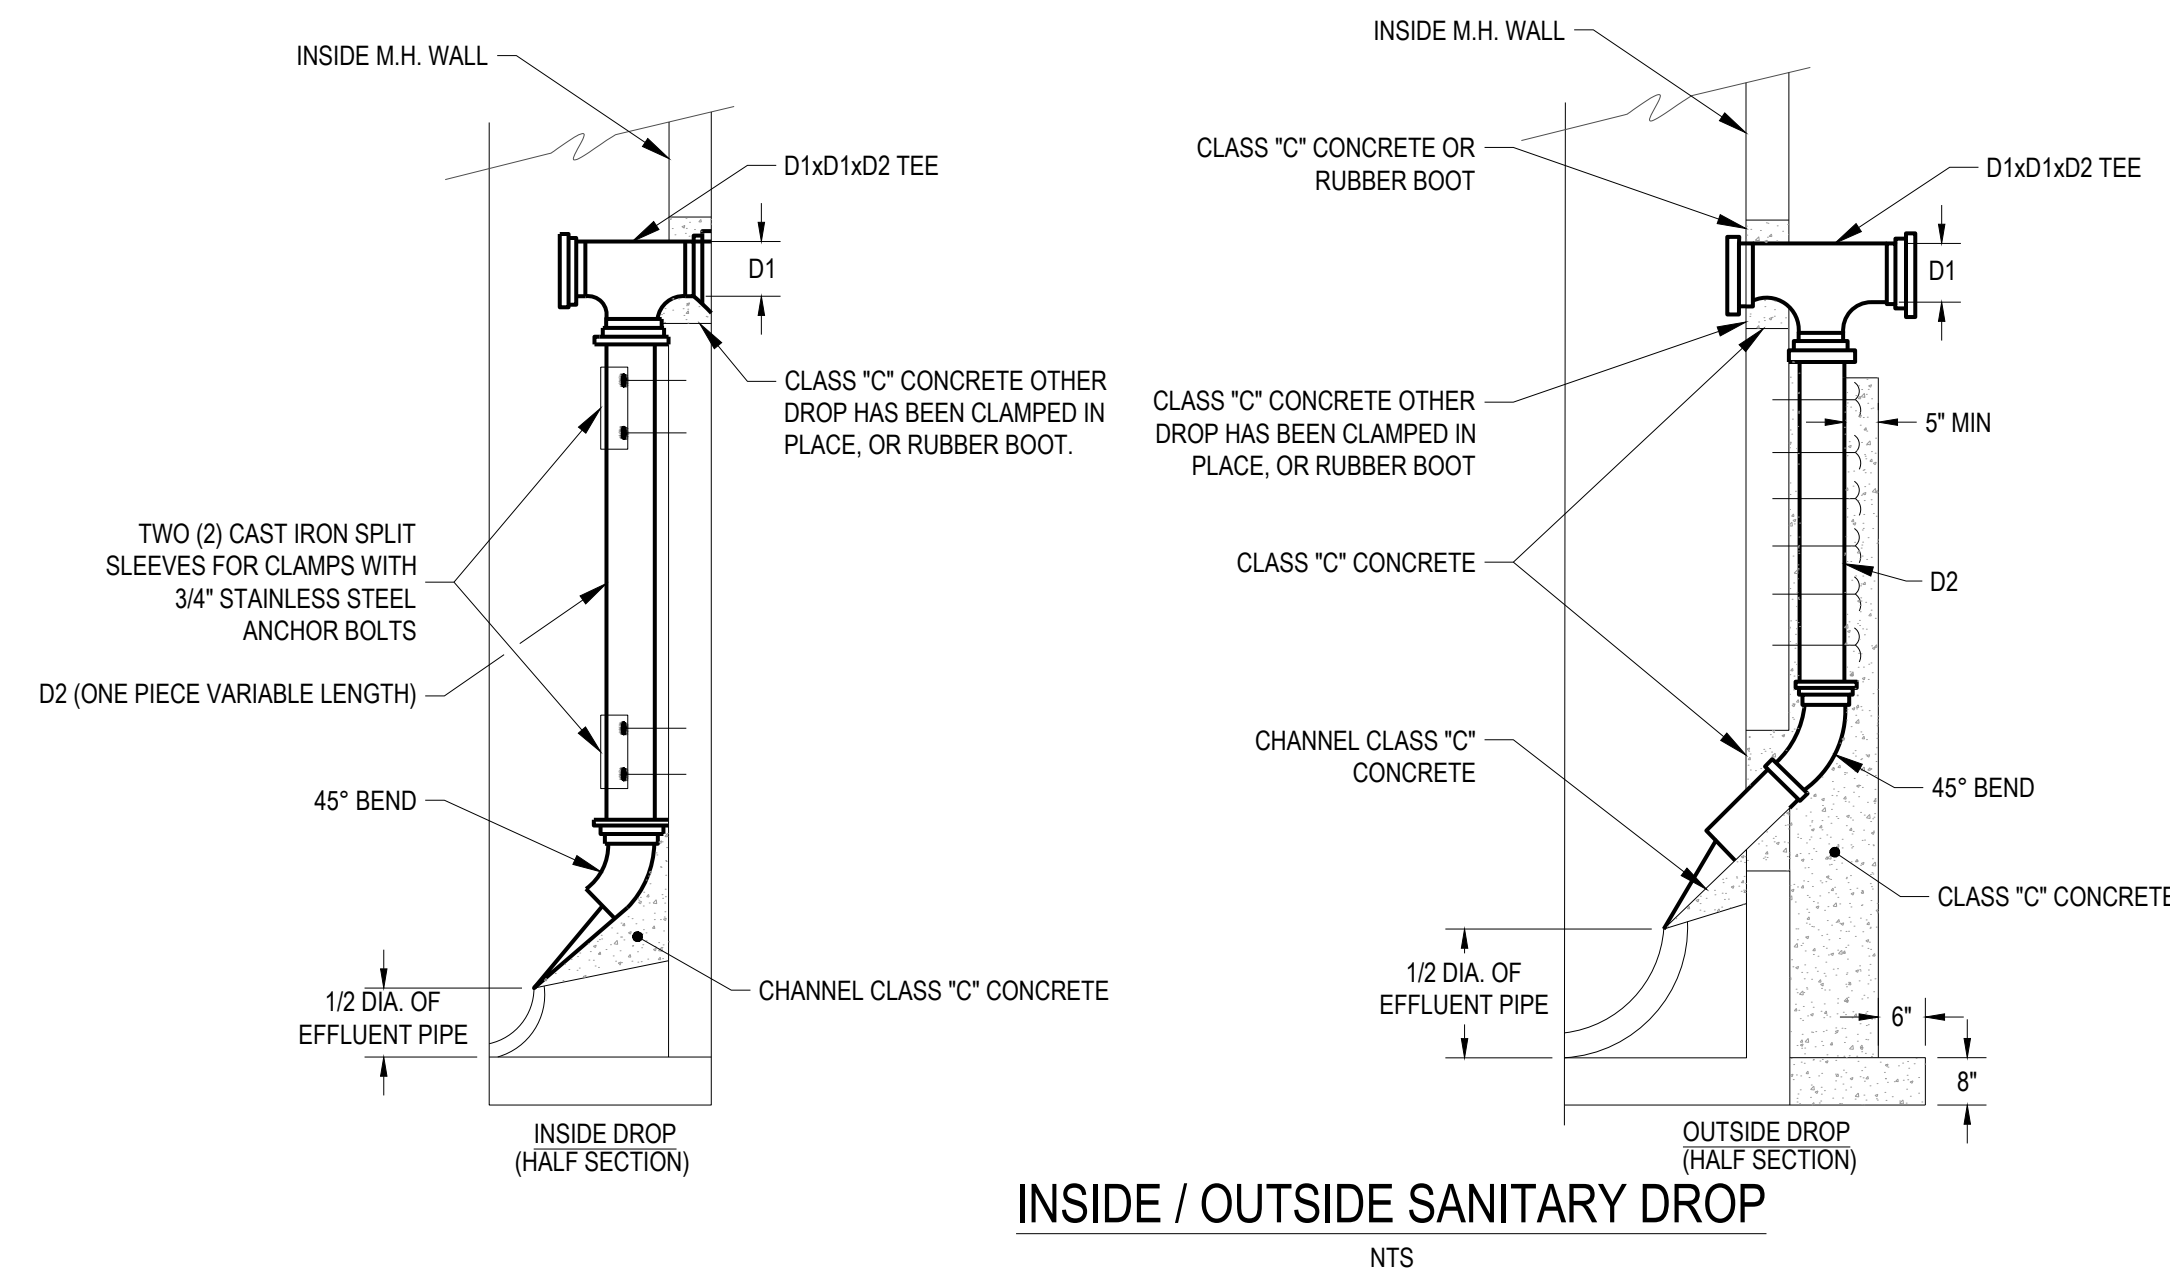 INSIDE M.H. WALL
D1xD1xD2 TEE
D1
CLASS "C" CONCRETE OTHER
DROP HAS BEEN CLAMPED IN
PLACE, OR RUBBER BOOT.
TWO (2) CAST IRON SPLIT
SLEEVES FOR CLAMPS WITH
3/4" STAINLESS STEEL
ANCHOR BOLTS
D2 (ONE PIECE VARIABLE LENGTH)
45° BEND
CHANNEL CLASS "C" CONCRETE
1/2 DIA. OF
EFFLUENT PIPE
INSIDE DROP
(HALF SECTION)
INSIDE M.H. WALL
CLASS "C" CONCRETE OR
RUBBER BOOT
D1xD1xD2 TEE
D1
CLASS "C" CONCRETE OTHER
DROP HAS BEEN CLAMPED IN
PLACE, OR RUBBER BOOT
5" MIN
CLASS "C" CONCRETE
D2
CHANNEL CLASS "C"
CONCRETE
45° BEND
CLASS "C" CONCRETE
1/2 DIA. OF
EFFLUENT PIPE
6"
8"
OUTSIDE DROP
(HALF SECTION)
INSIDE / OUTSIDE SANITARY DROP
NTS